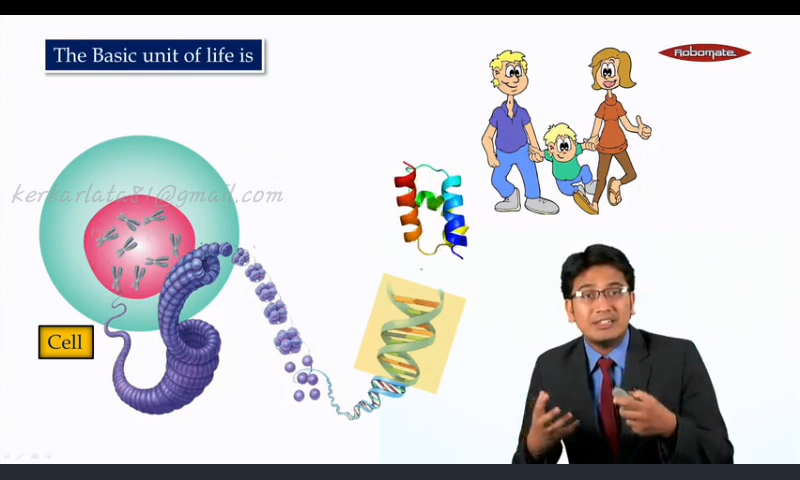 The Basic unit of life is
Robomate
kerkarlata81@gmail.com
Cell